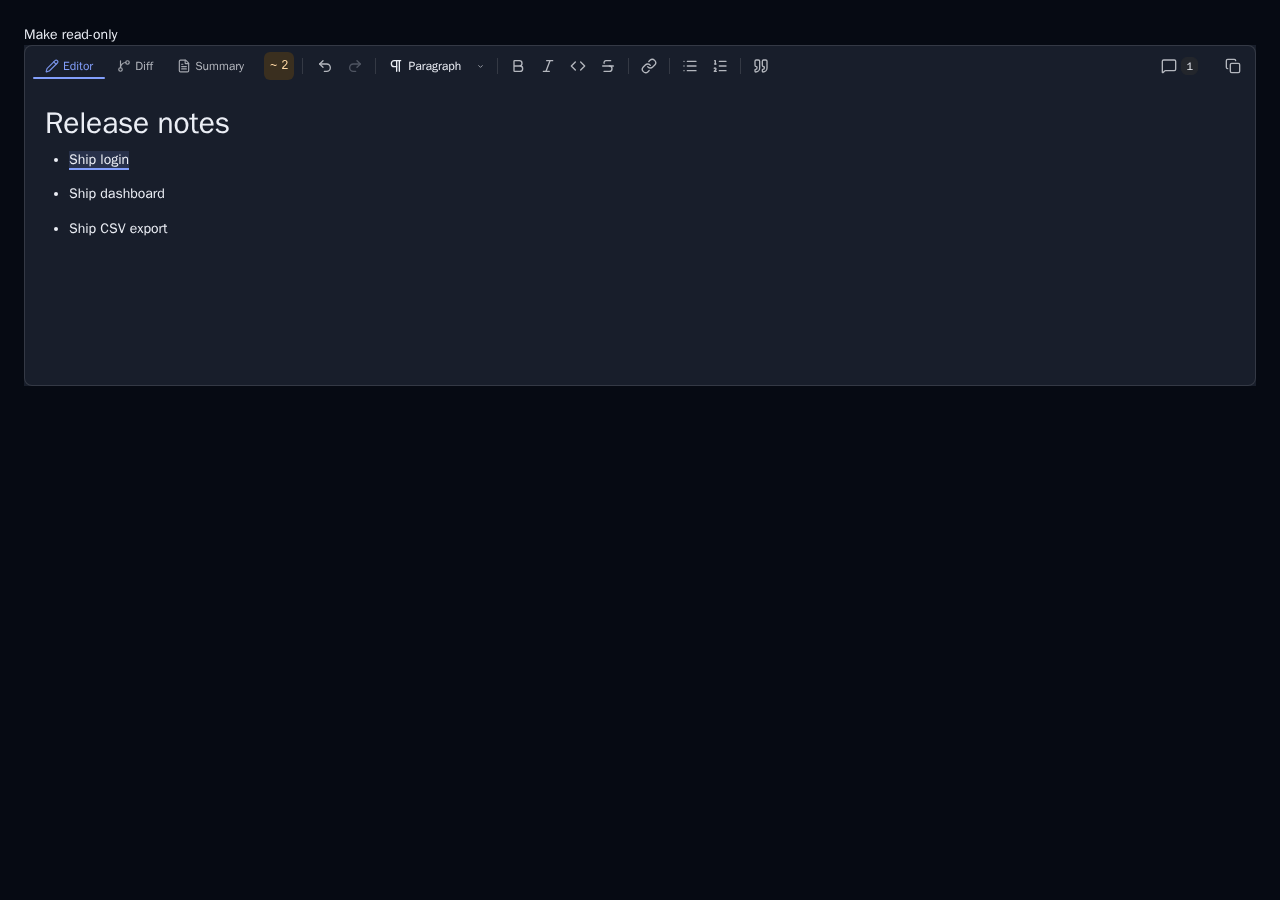 Make read-only
Editor Diff Summary ~ 2 Paragraph 1
Release notes
• Ship login
• Ship dashboard
• Ship CSV export